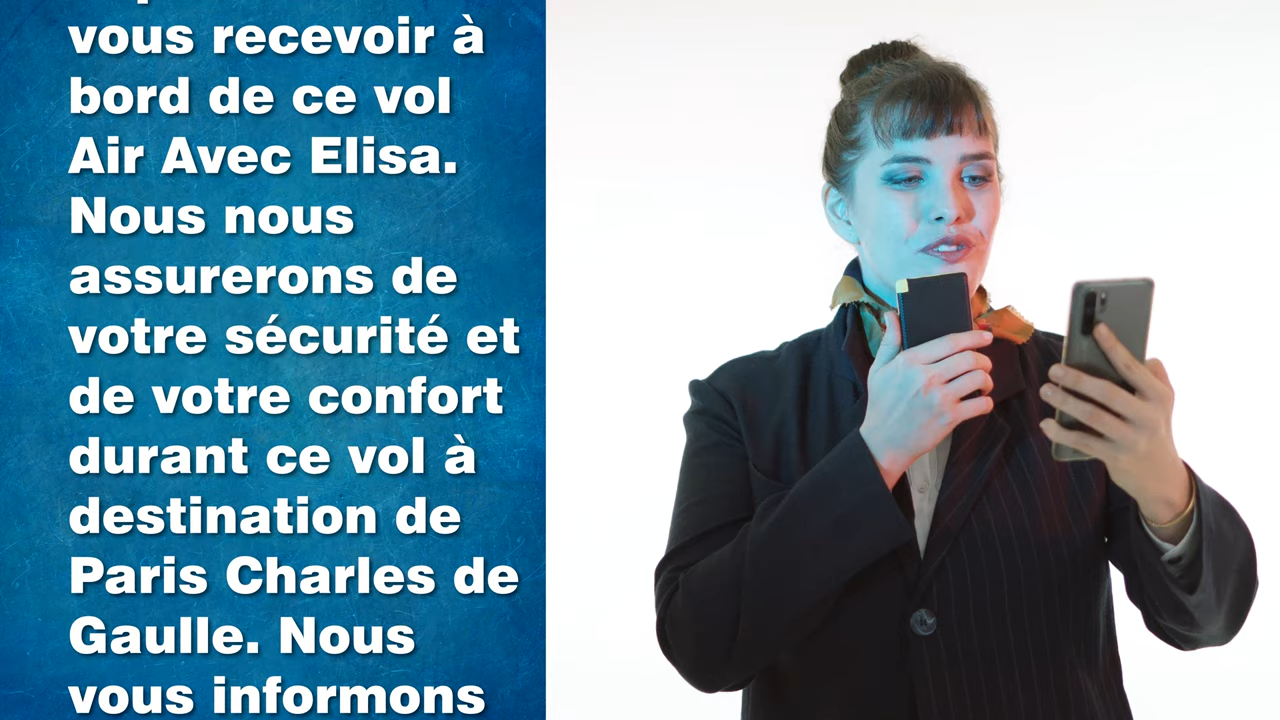 vous recevoir à
bord de ce vol
Air Avec Elisa.
Nous nous
assurerons de
votre sécurité et
de votre confort
durant ce vol à
destination de
Paris Charles de
Gaulle. Nous
vous informons